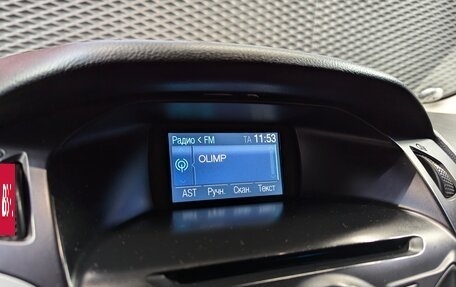 Радио < FM TA 11:53
OLIMP
AST Ручн. Скан. Текст